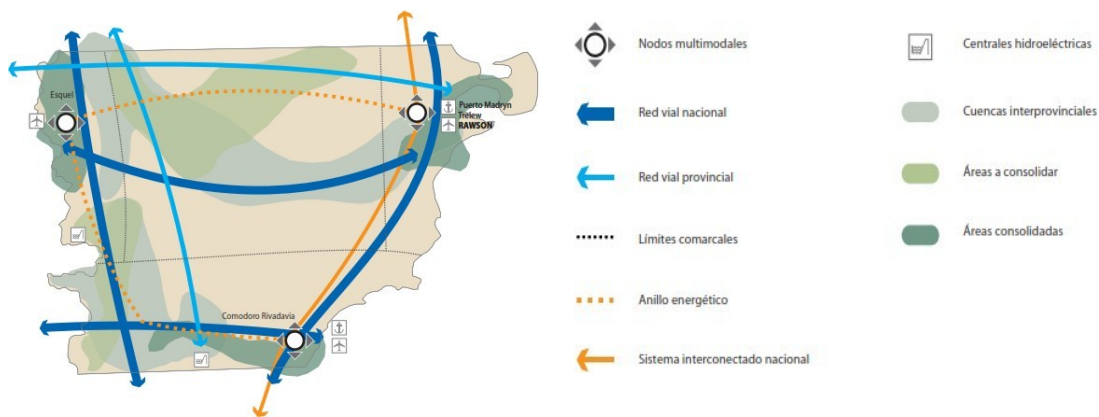 Esquel
Puerto Madryn
Trelew
RAWSON
Comodoro Rivadavia
Nodos multimodales
Red vial nacional
Red vial provincial
Límites comarcales
Anillo energético
Sistema interconectado nacional
Centrales hidroeléctricas
Cuencas interprovinciales
Áreas a consolidar
Áreas consolidadas